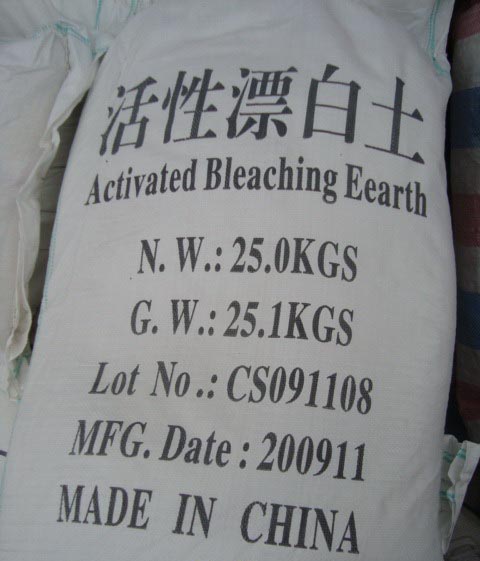 活性漂白土
Activated Bleaching Eearth
N. W.: 25.0KGS
G. W.: 25.1KGS
Lot No.: CS091108
MFG. Date: 200911
MADE IN CHINA